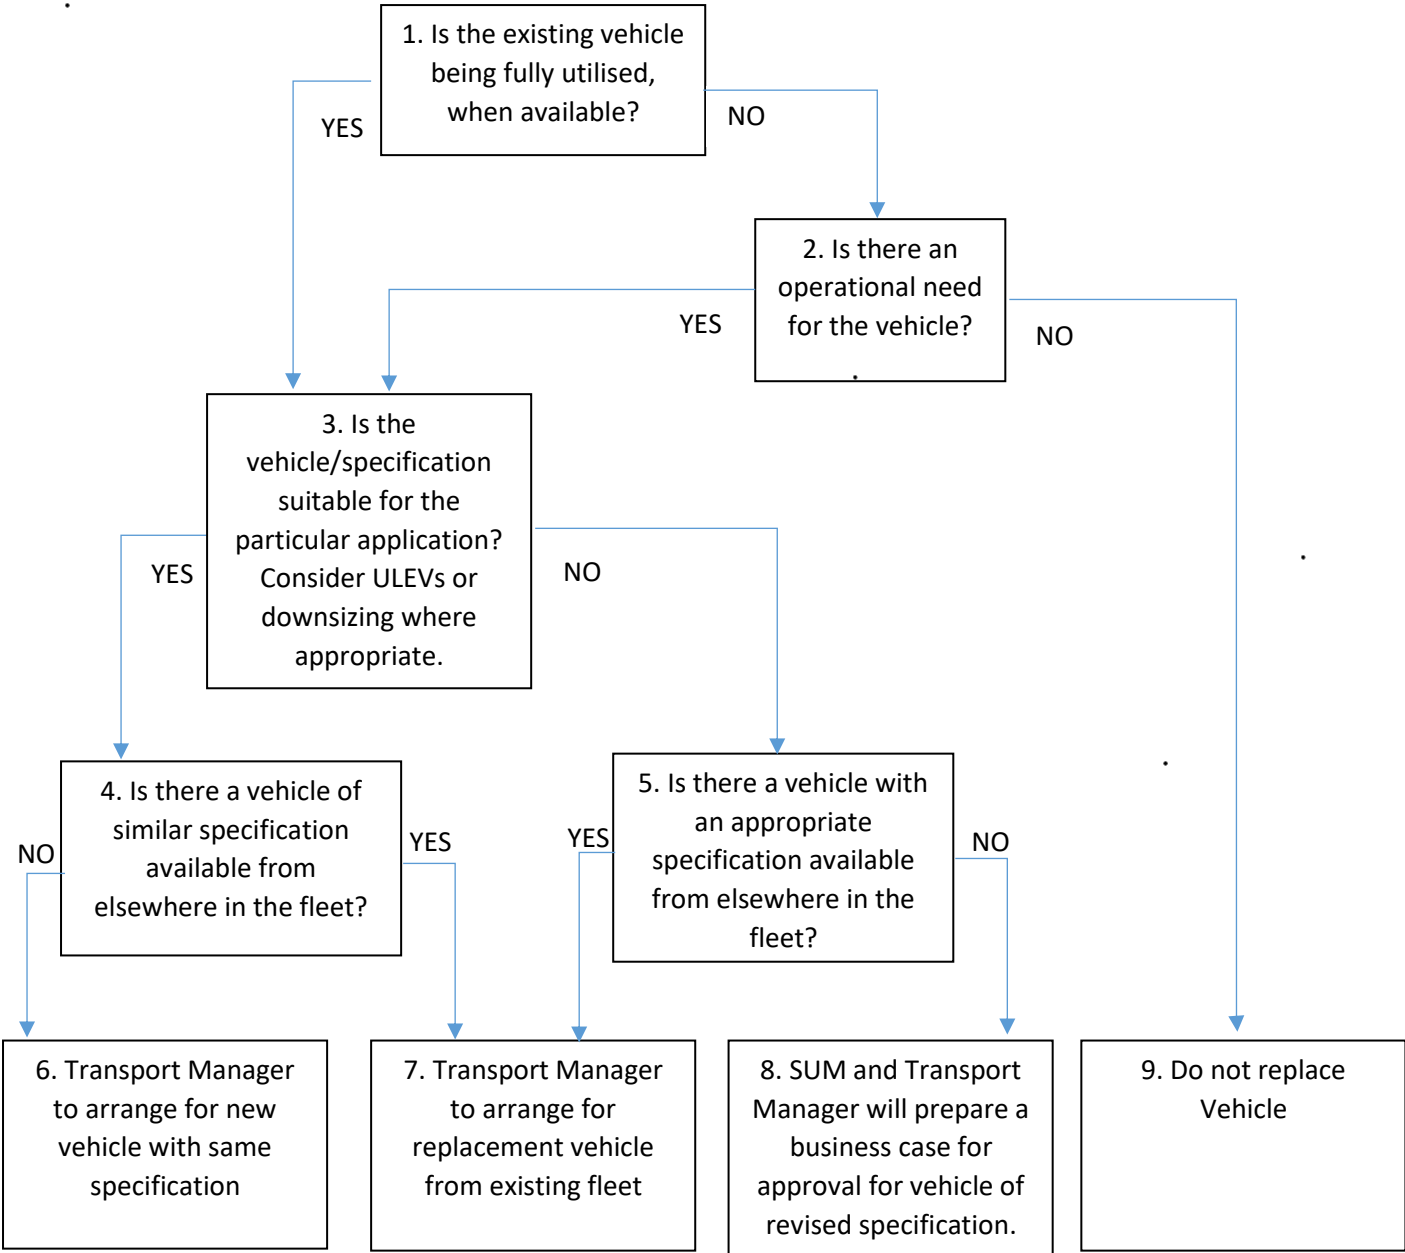 1. Is the existing vehicle
being fully utilised,
when available?
YES
NO
2. Is there an
operational need
for the vehicle?
YES
NO
3. Is the
vehicle/specification
suitable for the
particular application?
Consider ULEVs or
downsizing where
appropriate.
YES
NO
4. Is there a vehicle of
similar specification
available from
elsewhere in the fleet?
NO
YES
5. Is there a vehicle with
an appropriate
specification available
from elsewhere in the
fleet?
YES
NO
6. Transport Manager
to arrange for new
vehicle with same
specification
7. Transport Manager
to arrange for
replacement vehicle
from existing fleet
8. SUM and Transport
Manager will prepare a
business case for
approval for vehicle of
revised specification.
9. Do not replace
Vehicle